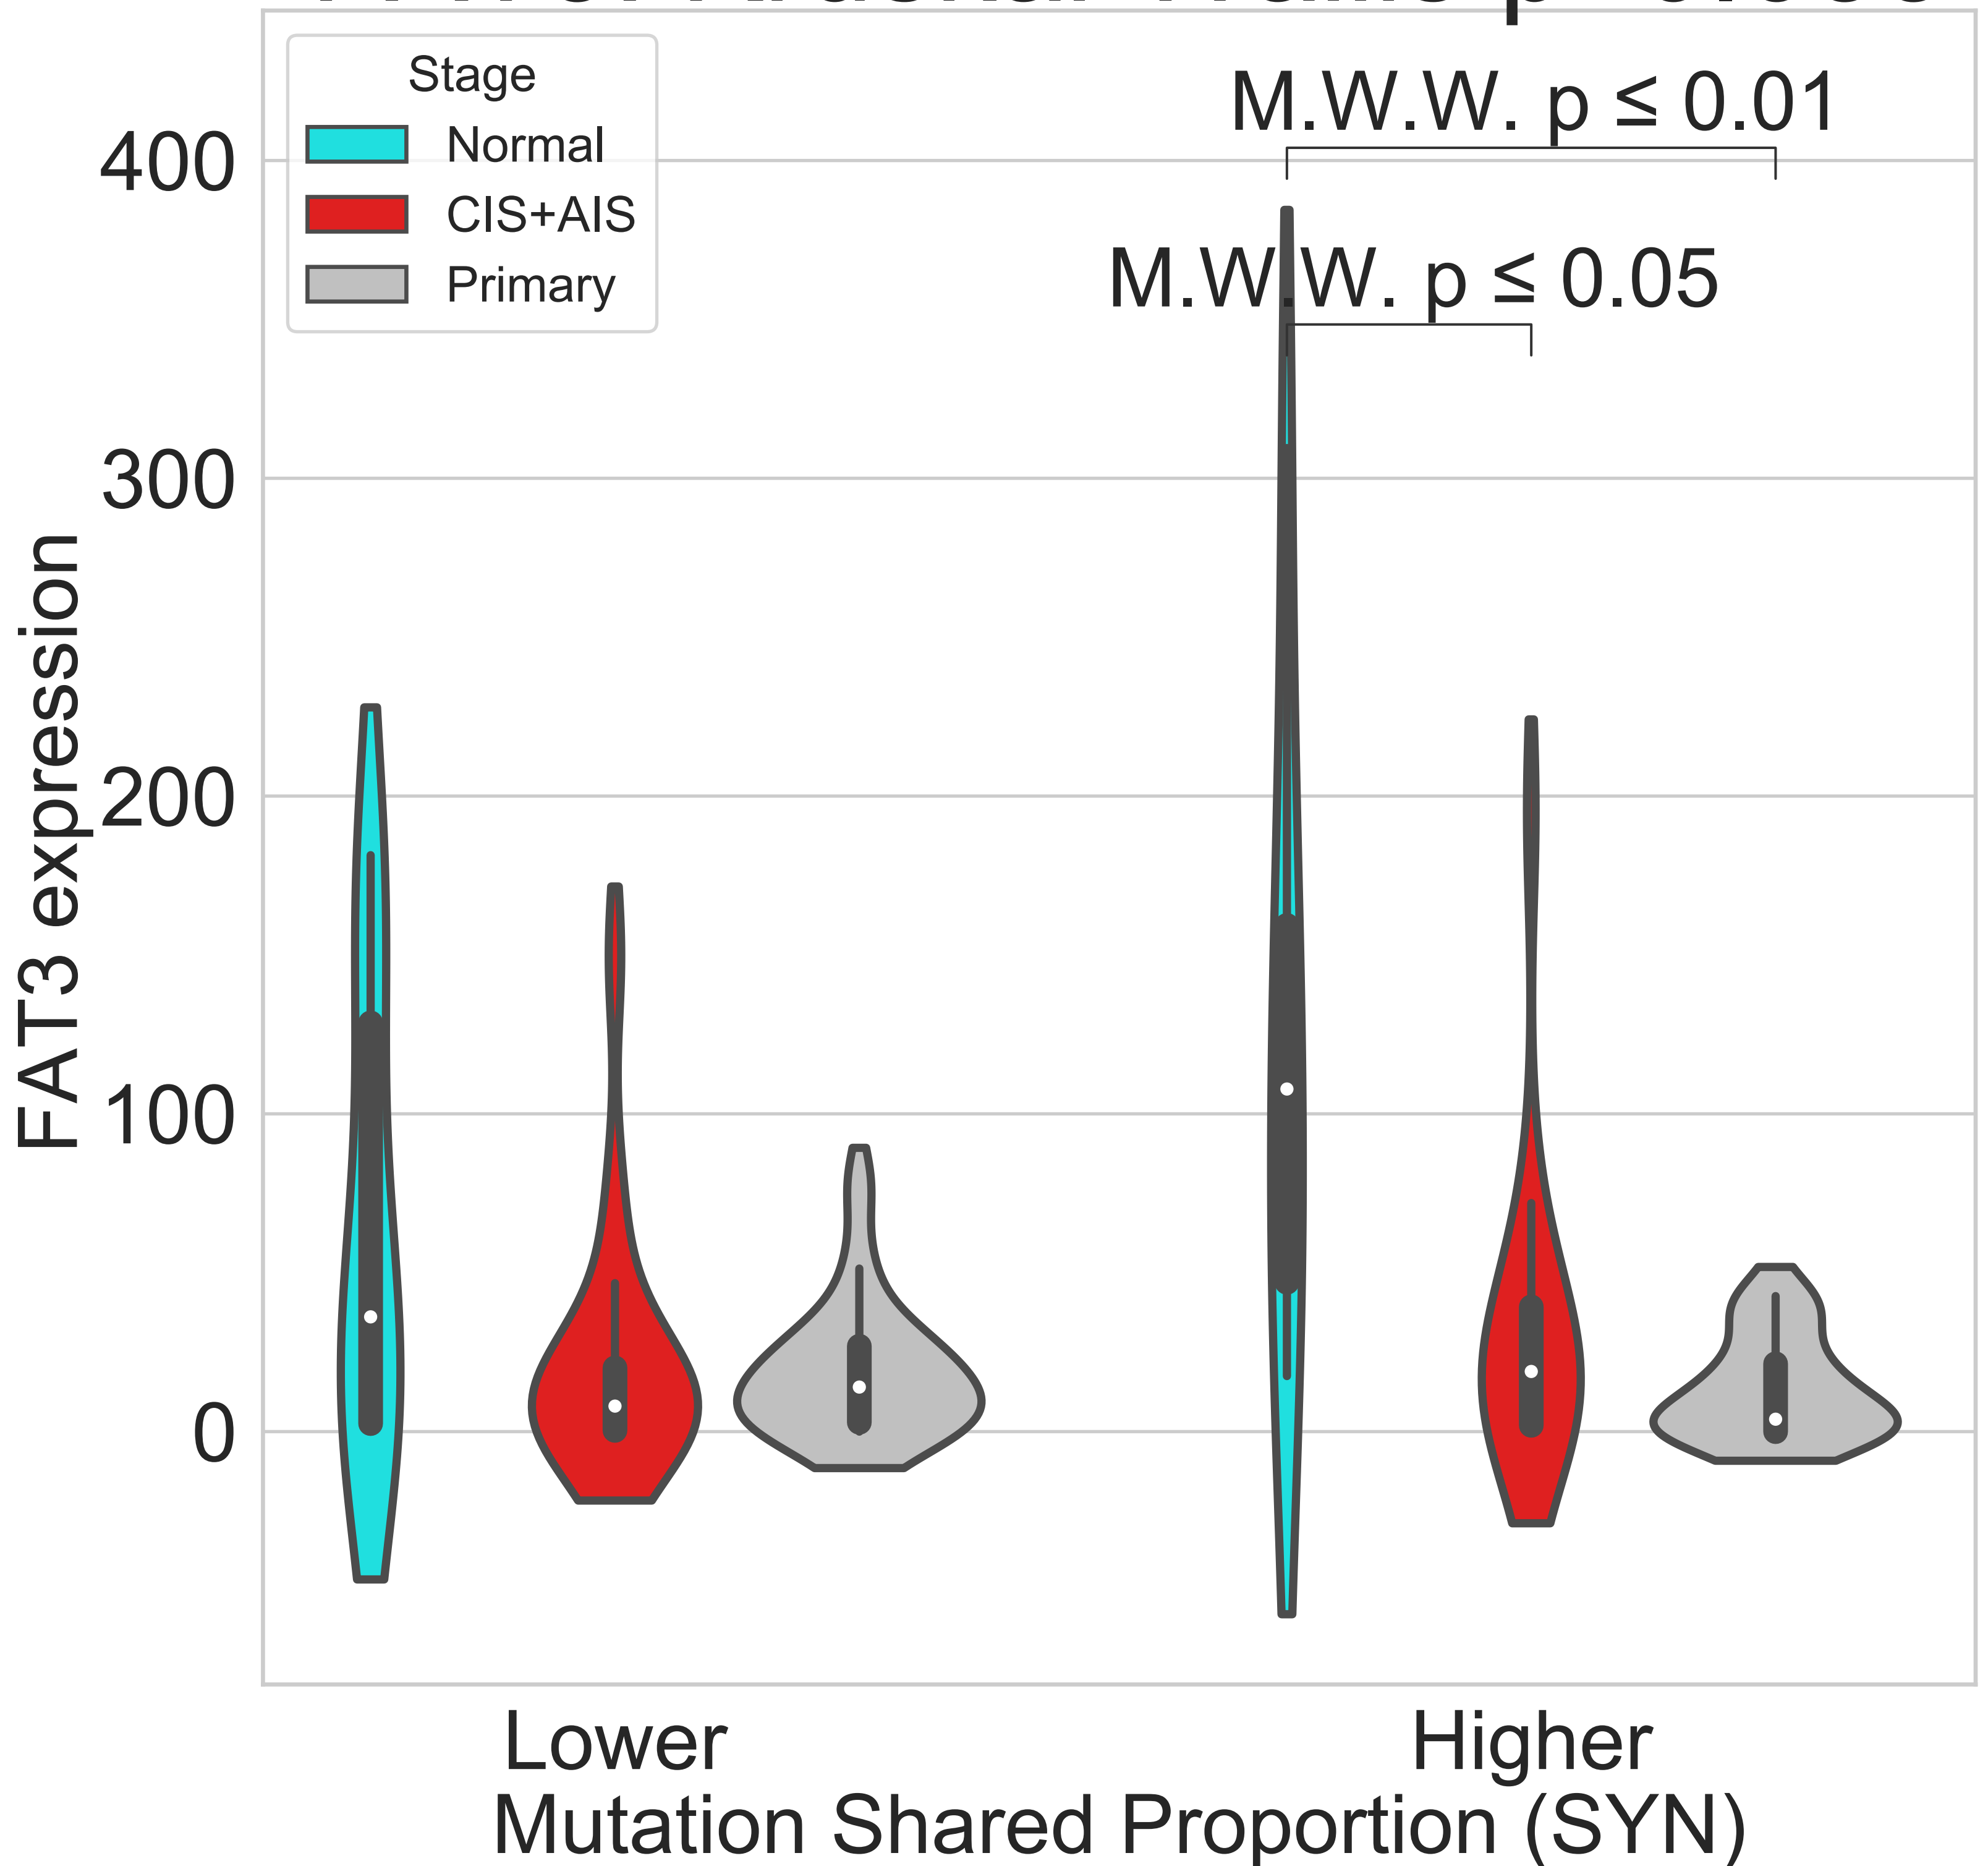 M.W.W. p ≤ 0.01
M.W.W. p ≤ 0.05
Stage
Normal
CIS+AIS
Primary
400
300
200
100
0
FAT3 expression
Lower
Higher
Mutation Shared Proportion (SYN)